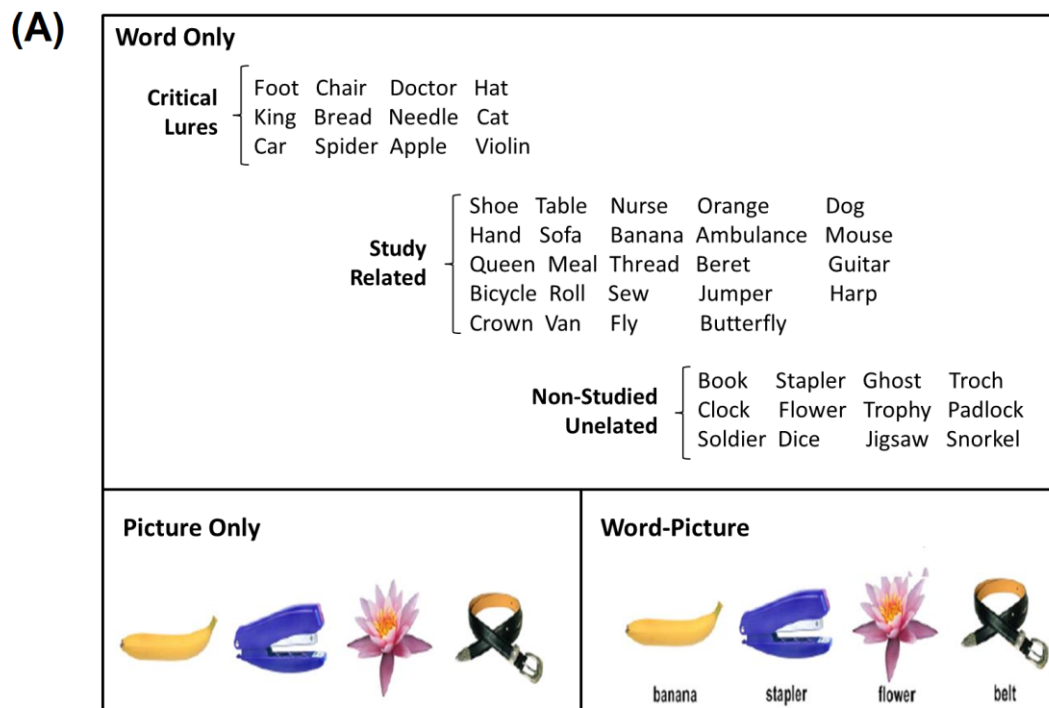 (A)
Word Only
Critical
Lures
Foot Chair Doctor Hat
King Bread Needle Cat
Car Spider Apple Violin
Study
Related
Shoe Table Nurse Orange Dog
Hand Sofa Banana Ambulance Mouse
Queen Meal Thread Beret Guitar
Bicycle Roll Sew Jumper Harp
Crown Van Fly Butterfly
Non-Studied
Unelated
Book Stapler Ghost Troch
Clock Flower Trophy Padlock
Soldier Dice Jigsaw Snorkel
Picture Only
Word-Picture
banana stapler flower belt